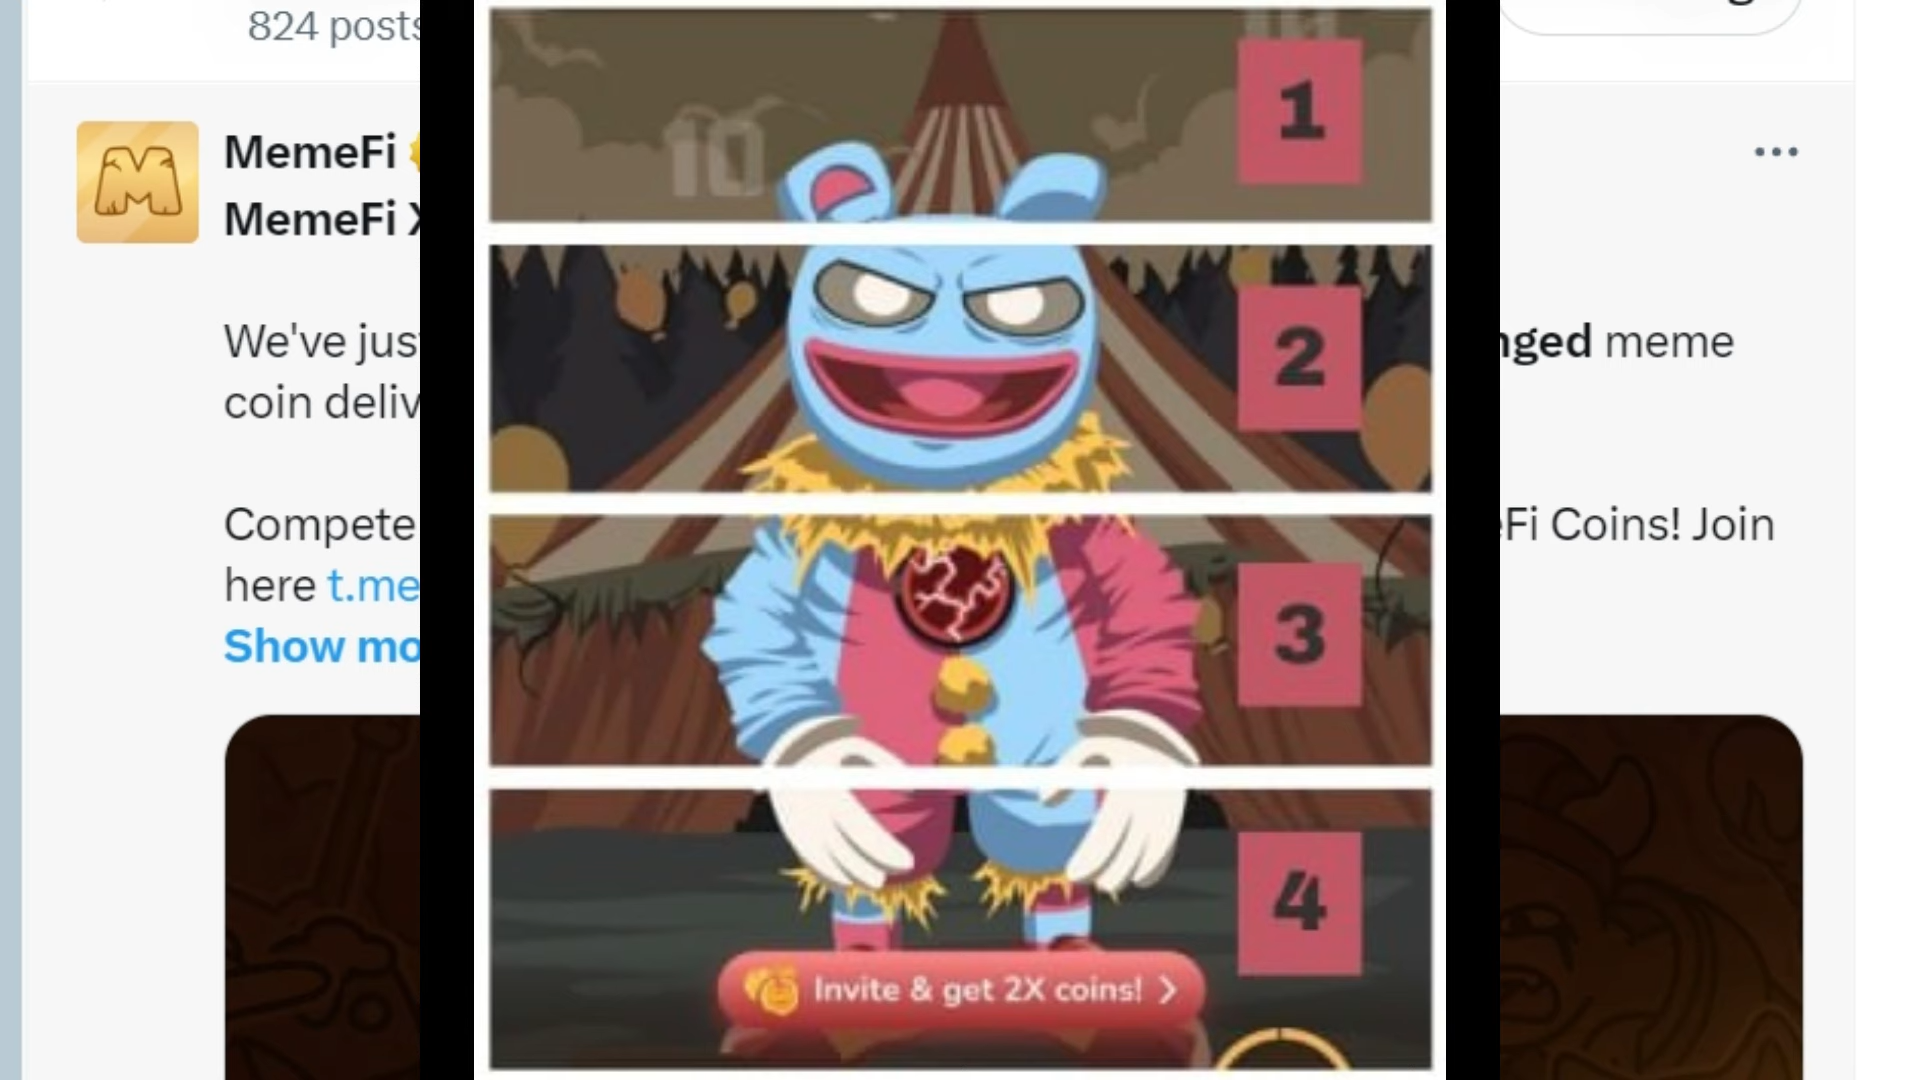 824 posts
MemeFi
MemeFi X
We've jus
coin deliv
Compete
here t.me
Show mo
10
1
2
3
4
Invite & get 2X coins!
nged meme
Fi Coins! Join